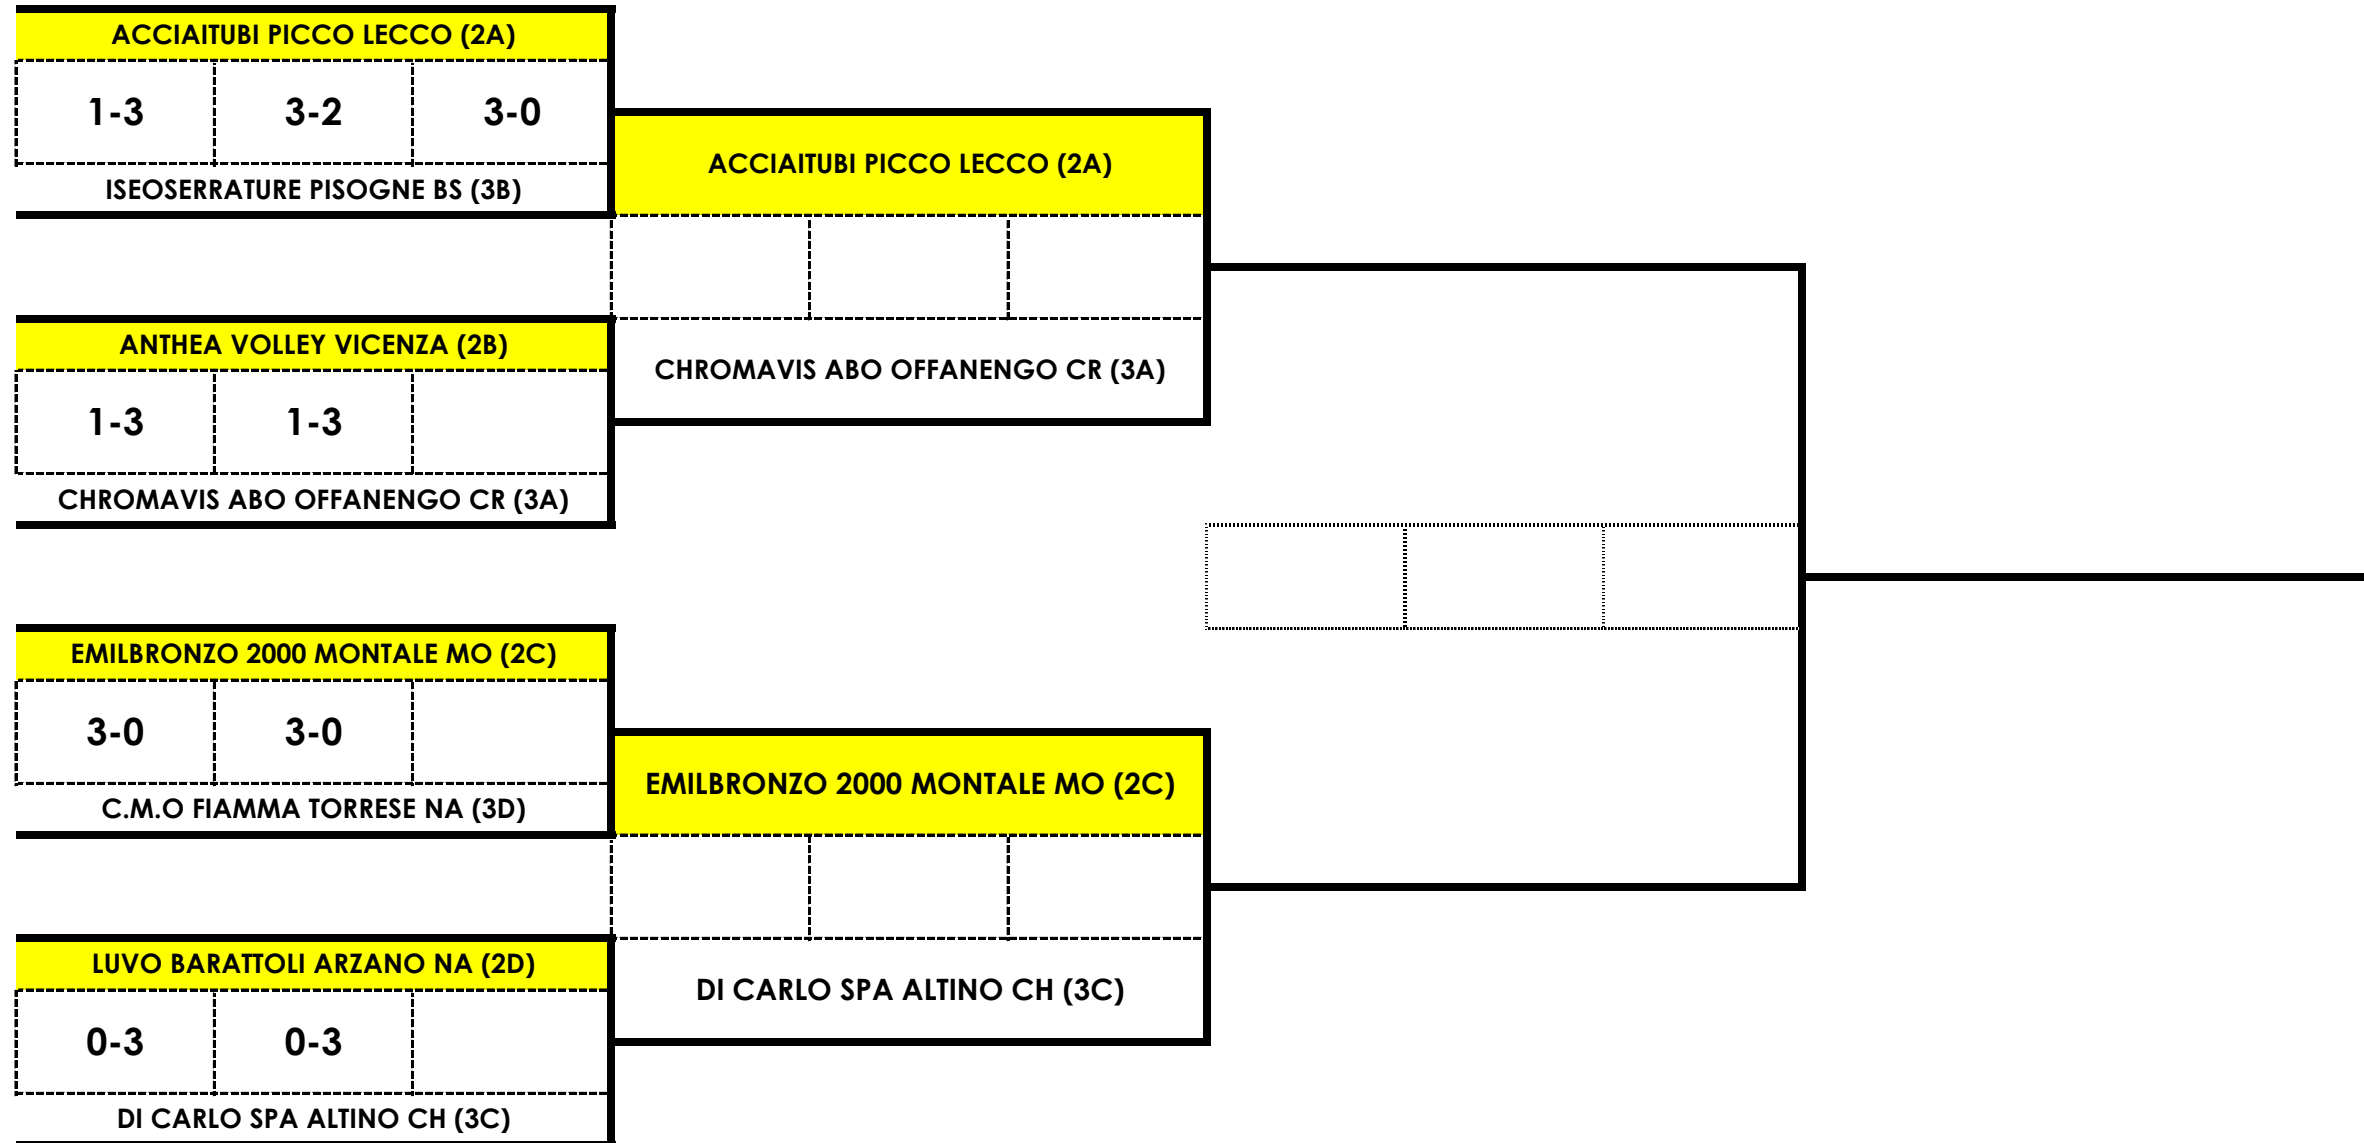 ACCIAITUBI PICCO LECCO (2A)
1-3 3-2 3-0
ISEOSERRATURE PISOGNE BS (3B)
ACCIAITUBI PICCO LECCO (2A)
CHROMAVIS ABO OFFANENGO CR (3A)
ANTHEA VOLLEY VICENZA (2B)
1-3 1-3
CHROMAVIS ABO OFFANENGO CR (3A)
EMILBRONZO 2000 MONTALE MO (2C)
3-0 3-0
C.M.O FIAMMA TORRESE NA (3D)
EMILBRONZO 2000 MONTALE MO (2C)
DI CARLO SPA ALTINO CH (3C)
LUVO BARATTOLI ARZANO NA (2D)
0-3 0-3
DI CARLO SPA ALTINO CH (3C)